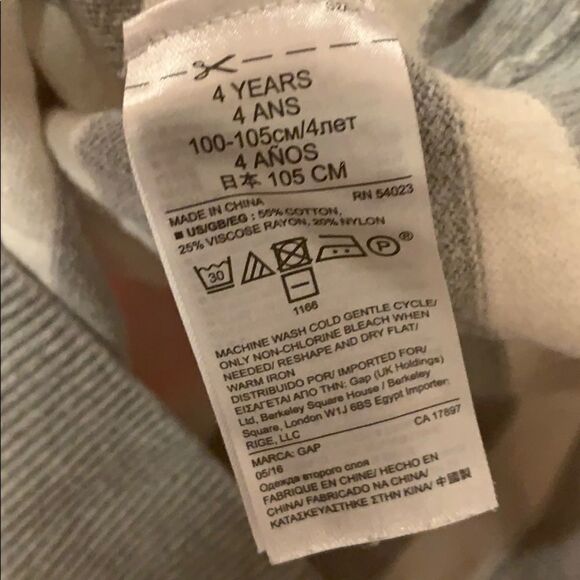 4 YEARS
4 ANS
100-105см/4лет
4 AÑOS
日本 105 CM
RN 54023
MADE IN CHINA
■ US/GB/EG : 55% COTTON,
25% VISCOSE RAYON, 20% NYLON
30 P ®
1166
MACHINE WASH COLD GENTLE CYCLE/
ONLY NON-CHLORINE BLEACH WHEN
NEEDED/ RESHAPE AND DRY FLAT/
WARM IRON
DISTRIBUIDO POR/ IMPORTED FOR/
ΕΙΣΑΓΕΤΑΙ ΑΠΟ ΤΗΝ: Gap (UK Holdings)
Ltd, Berkeley Square House / Berkeley
Square, London W1J 6BS Egypt Importer:
RIGE, LLC
CA 17897
MARCA: GAP
05/16
Одежда второго слоя
FABRIQUE EN CHINE/ HECHO EN
CHINA/ FABRICADO NA CHINA/
ΚΑΤΑΣΚΕΥΑΣΤΗΚΕ ΣΤΗΝ ΚΙΝΑ/ 中國製